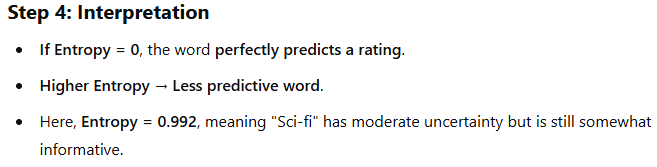 Step 4: Interpretation
• If Entropy = 0, the word perfectly predicts a rating.
• Higher Entropy → Less predictive word.
• Here, Entropy = 0.992, meaning "Sci-fi" has moderate uncertainty but is still somewhat
informative.